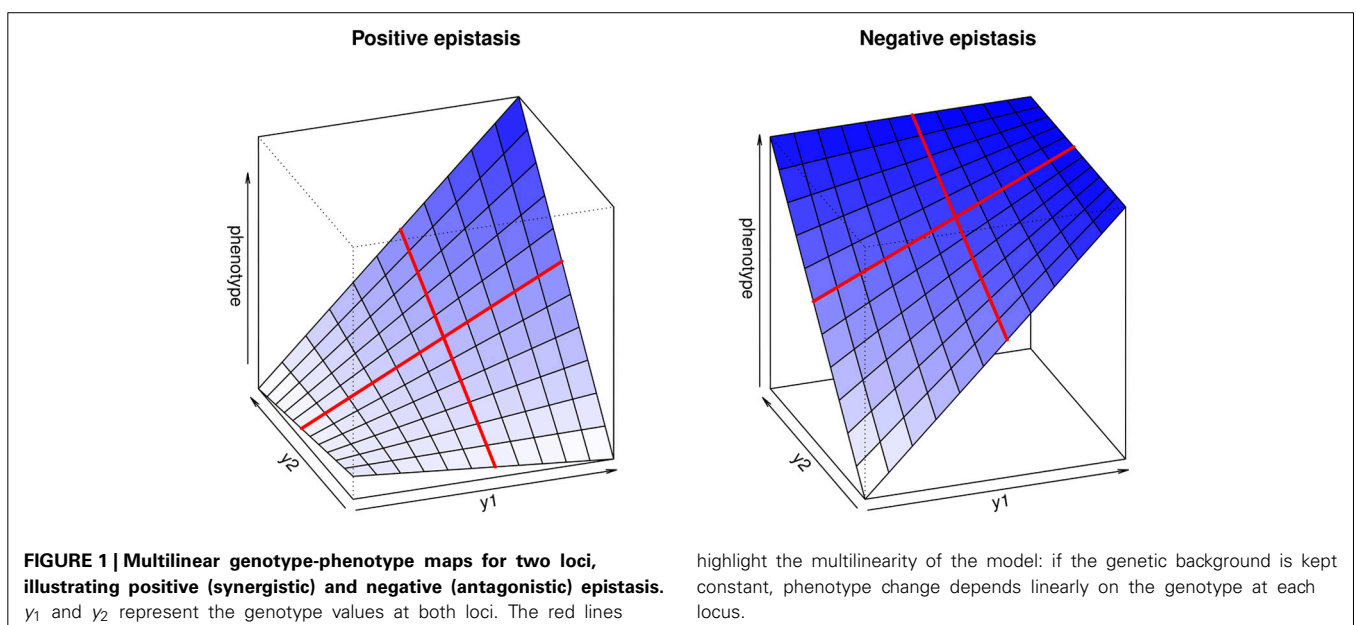 Positive epistasis
Negative epistasis
phenotype
y2
y1
phenotype
y2
y1
FIGURE 1 | Multilinear genotype-phenotype maps for two loci,
illustrating positive (synergistic) and negative (antagonistic) epistasis.
y1 and y2 represent the genotype values at both loci. The red lines
highlight the multilinearity of the model: if the genetic background is kept
constant, phenotype change depends linearly on the genotype at each
locus.